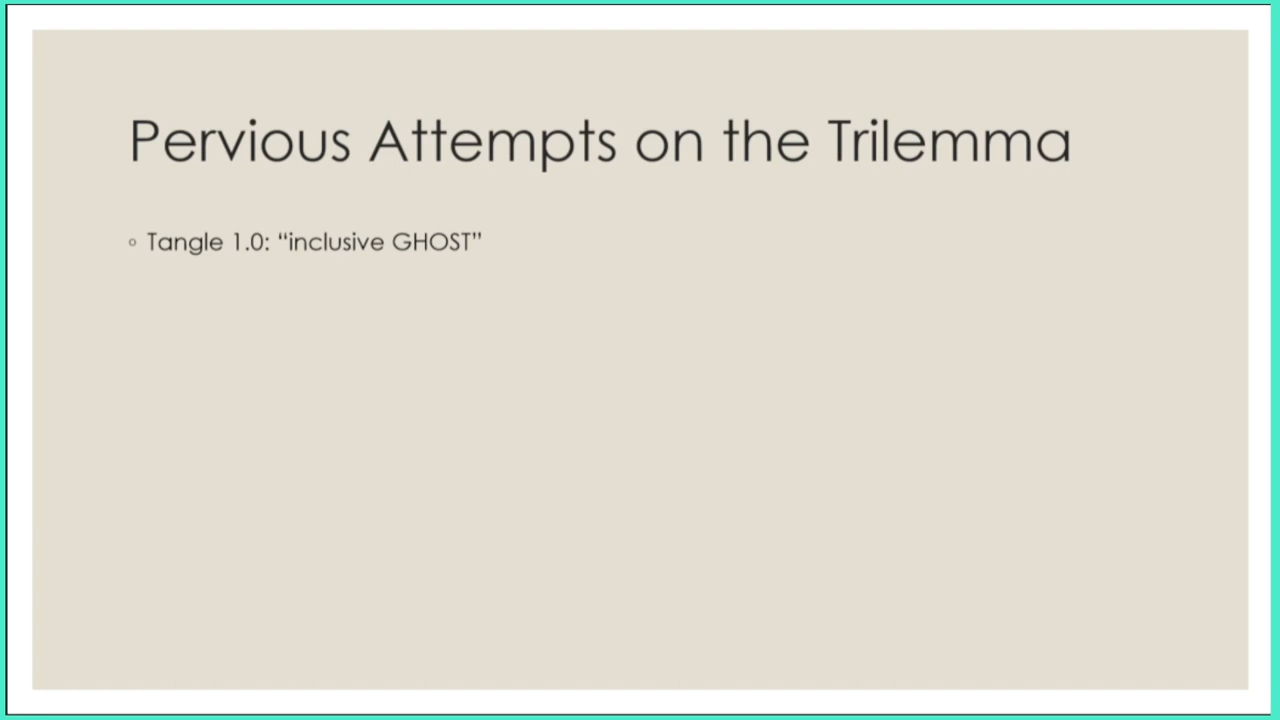 Pervious Attempts on the Trilemma
◦ Tangle 1.0: “inclusive GHOST”